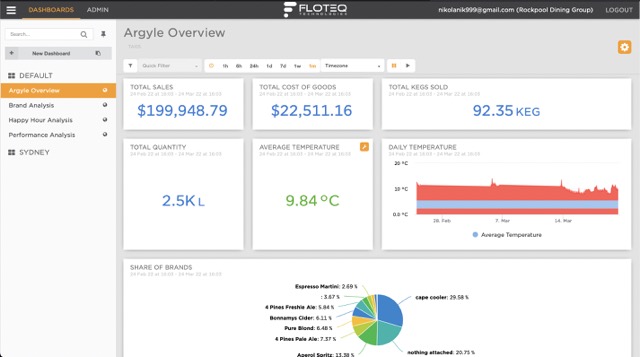 DASHBOARDS ADMIN
FLOTEQ
TECHNOLOGIES
nikolanik999@gmail.com (Rockpool Dining Group) LOGOUT
Search...
New Dashboard
DEFAULT
Argyle Overview
Brand Analysis
Happy Hour Analysis
Performance Analysis
SYDNEY
Argyle Overview
TAGS:
Quick Filter 1h 8h 24h 1d 7d 1w 1m Timezone
TOTAL SALES
24 Feb 22 at 16:03 - 24 Mar 22 at 16:03
$199,948.79
TOTAL COST OF GOODS
24 Feb 22 at 16:03 - 24 Mar 22 at 16:03
$22,511.16
TOTAL KEGS SOLD
24 Feb 22 at 16:03 - 24 Mar 22 at 16:03
92.35 KEG
TOTAL QUANTITY
24 Feb 22 at 16:03 - 24 Mar 22 at 16:03
2.5K L
AVERAGE TEMPERATURE
24 Feb 22 at 16:03 - 24 Mar 22 at 16:03
9.84 °C
DAILY TEMPERATURE
24 Feb 22 at 16:03 - 24 Mar 22 at 16:03
20 °C
10 °C
0.0 °C
28. Feb 7. Mar 14. Mar
Average Temperature
SHARE OF BRANDS
24 Feb 22 at 16:03 - 24 Mar 22 at 16:03
Espresso Martini: 2.69 %
: 3.67 %
4 Pines Freshie Ale: 5.84 %
Bonnamys Cider: 6.11 %
Pure Blond: 6.48 %
4 Pines Pale Ale: 7.37 %
Aperol Spritz: 13.38 %
cape cooler: 29.58 %
nothing attached: 20.75 %